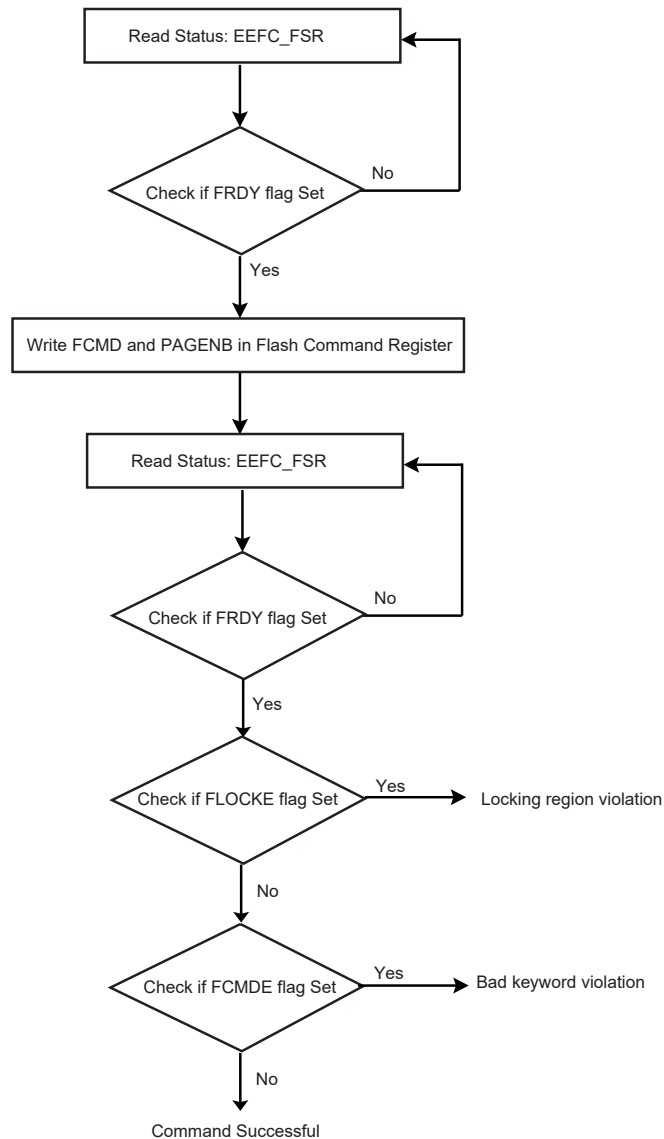 Read Status: EEFC_FSR
Check if FRDY flag Set
No
Yes
Write FCMD and PAGENB in Flash Command Register
Read Status: EEFC_FSR
Check if FRDY flag Set
No
Yes
Check if FLOCKE flag Set
Yes
Locking region violation
No
Check if FCMDE flag Set
Yes
Bad keyword violation
No
Command Successful